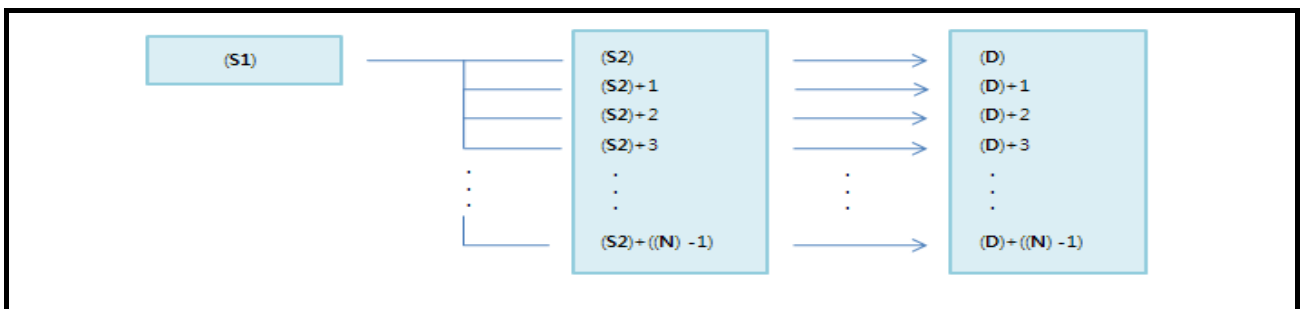 (S1)
(S2)
(S2)+1
(S2)+2
(S2)+3
(S2)+((N) -1)
(D)
(D)+1
(D)+2
(D)+3
(D)+((N) -1)